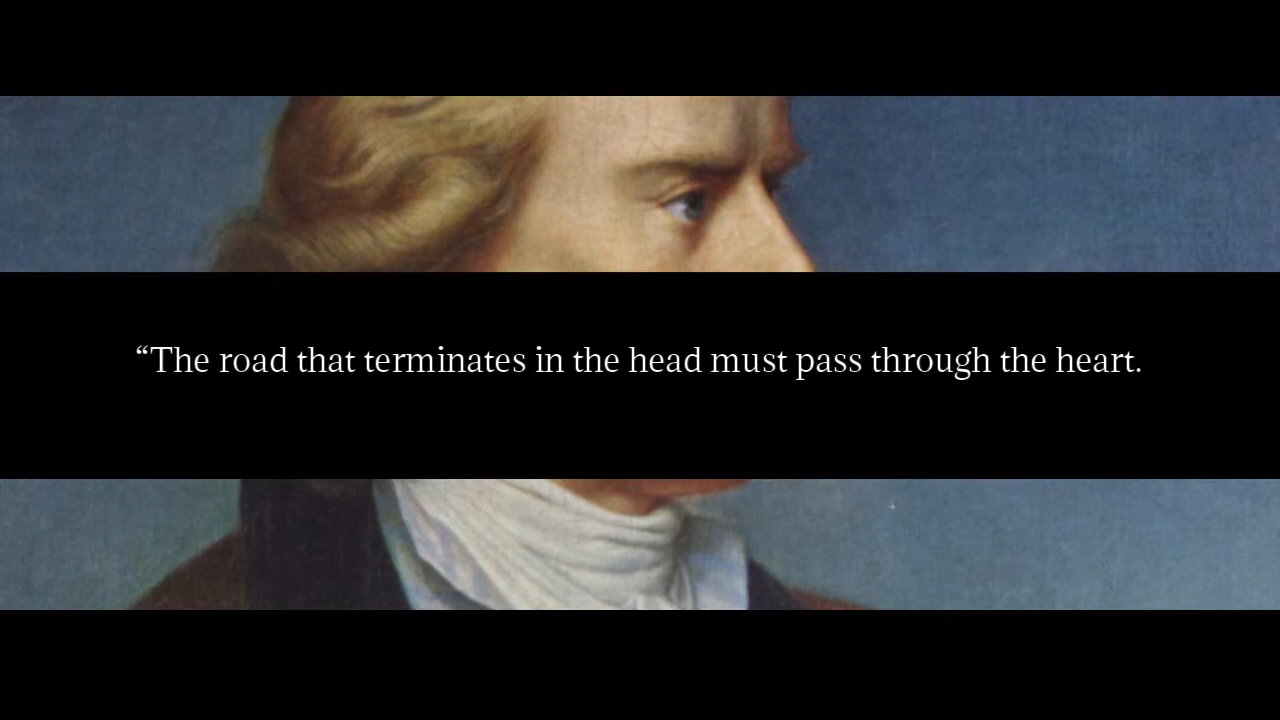 “The road that terminates in the head must pass through the heart.